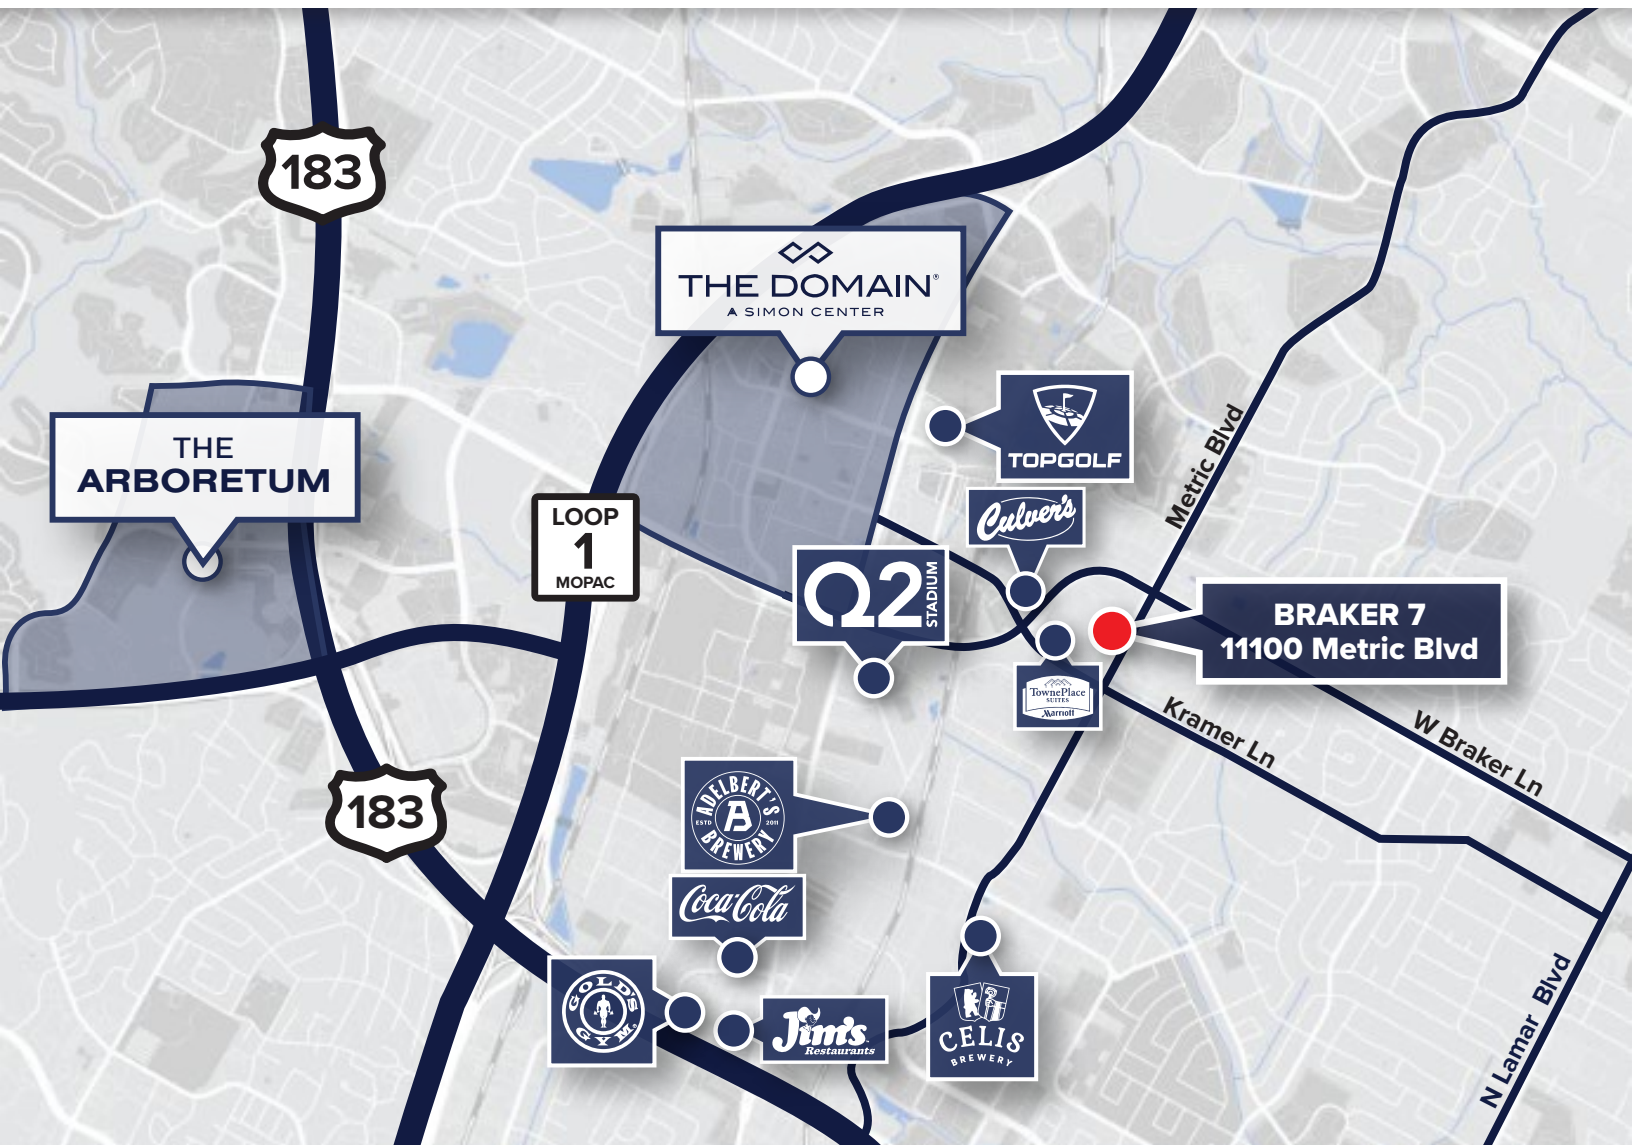 183
THE DOMAIN®
A SIMON CENTER
THE
ARBORETUM
TOPGOLF
Metric Blvd
Culver's
LOOP
1
MOPAC
Q2
STADIUM
BRAKER 7
11100 Metric Blvd
TownePlace
SUITES
Marriott
Kramer Ln
W Braker Ln
183
ADELBERT'S
ESTD
A
2011
BREWERY
Coca-Cola
GOLD'S
GYM®
Jim's
Restaurants
CELIS
BREWERY
N Lamar Blvd